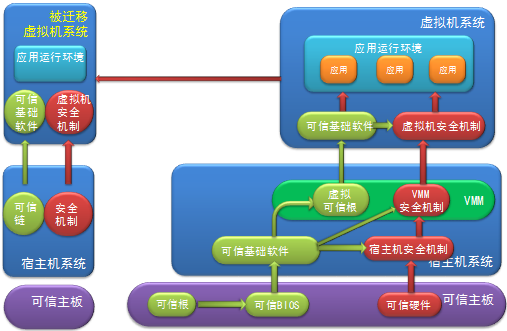 被迁移
虚拟机系统
应用运行环境
可信
基础
软件
虚拟机
安全
机制
可信
链
安全
机制
宿主机系统
可信主板
虚拟机系统
应用运行环境
应用
应用
应用
可信基础软件
虚拟机安全机制
虚拟
可信根
VMM
安全机制
VMM
可信基础软件
宿主机安全机制
宿主机系统
可信根
可信BIOS
可信硬件
可信主板